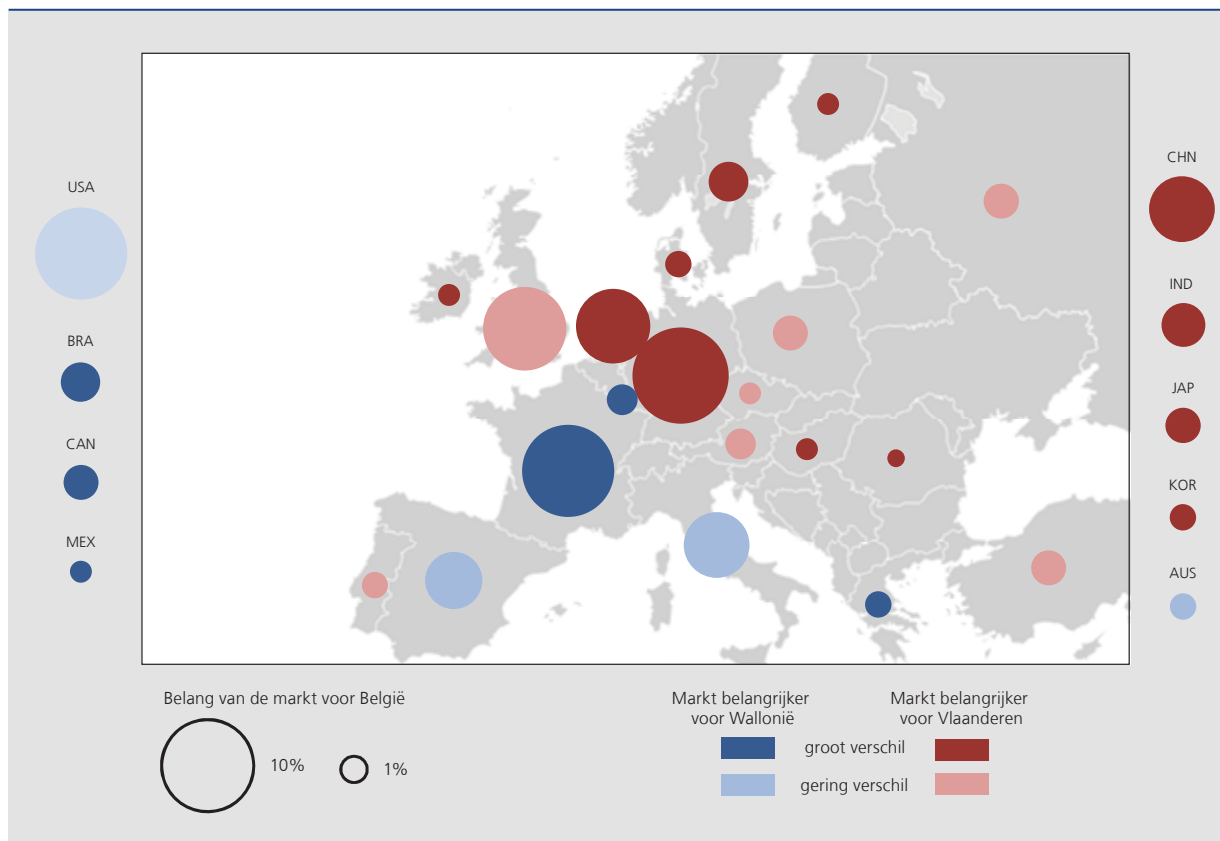 USA
BRA
CAN
MEX
CHN
IND
JAP
KOR
AUS
Belang van de markt voor België
10%
1%
Markt belangrijker
voor Wallonië
Markt belangrijker
voor Vlaanderen
groot verschil
gering verschil